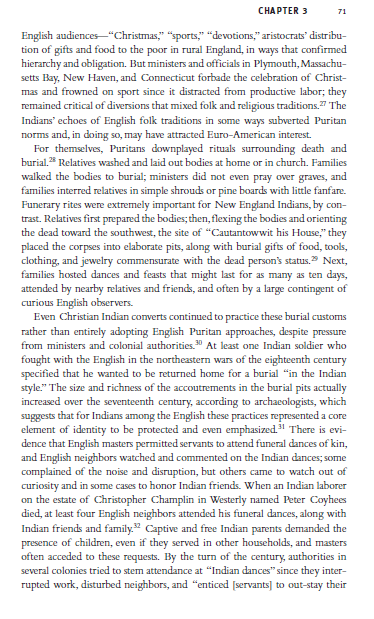 CHAPTER 3 71
English audiences—“Christmas,” “sports,” “devotions,” aristocrats’ distribu-
tion of gifts and food to the poor in rural England, in ways that confirmed
hierarchy and obligation. But ministers and officials in Plymouth, Massachu-
setts Bay, New Haven, and Connecticut forbade the celebration of Christ-
mas and frowned on sport since it distracted from productive labor; they
remained critical of diversions that mixed folk and religious traditions.27 The
Indians’ echoes of English folk traditions in some ways subverted Puritan
norms and, in doing so, may have attracted Euro-American interest.
For themselves, Puritans downplayed rituals surrounding death and
burial.28 Relatives washed and laid out bodies at home or in church. Families
walked the bodies to burial; ministers did not even pray over graves, and
families interred relatives in simple shrouds or pine boards with little fanfare.
Funerary rites were extremely important for New England Indians, by con-
trast. Relatives first prepared the bodies; then, flexing the bodies and orienting
the dead toward the southwest, the site of “Cautantowwit his House,” they
placed the corpses into elaborate pits, along with burial gifts of food, tools,
clothing, and jewelry commensurate with the dead person’s status.29 Next,
families hosted dances and feasts that might last for as many as ten days,
attended by nearby relatives and friends, and often by a large contingent of
curious English observers.
Even Christian Indian converts continued to practice these burial customs
rather than entirely adopting English Puritan approaches, despite pressure
from ministers and colonial authorities.30 At least one Indian soldier who
fought with the English in the northeastern wars of the eighteenth century
specified that he wanted to be returned home for a burial “in the Indian
style.” The size and richness of the accoutrements in the burial pits actually
increased over the seventeenth century, according to archaeologists, which
suggests that for Indians among the English these practices represented a core
element of identity to be protected and even emphasized.31 There is evi-
dence that English masters permitted servants to attend funeral dances of kin,
and English neighbors watched and commented on the Indian dances; some
complained of the noise and disruption, but others came to watch out of
curiosity and in some cases to honor Indian friends. When an Indian laborer
on the estate of Christopher Champlin in Westerly named Peter Coyhees
died, at least four English neighbors attended his funeral dances, along with
Indian friends and family.32 Captive and free Indian parents demanded the
presence of children, even if they served in other households, and masters
often acceded to these requests. By the turn of the century, authorities in
several colonies tried to stem attendance at “Indian dances” since they inter-
rupted work, disturbed neighbors, and “enticed [servants] to out-stay their